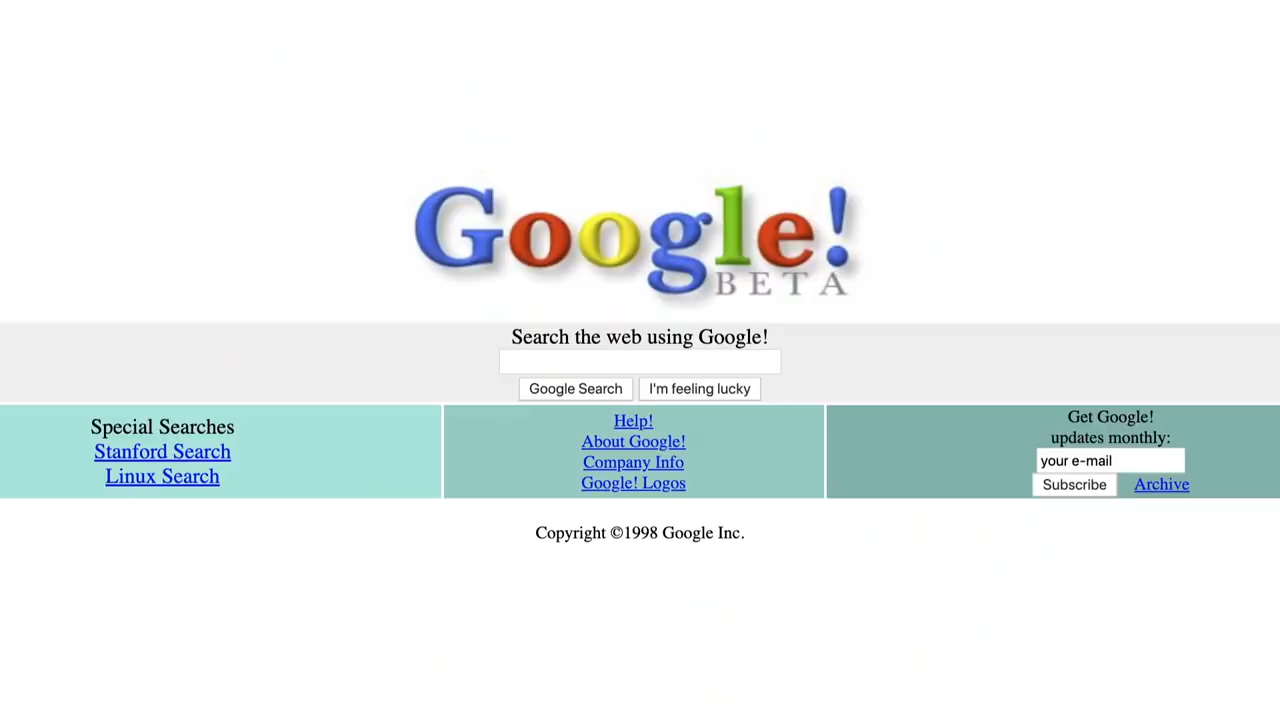 Google!
BETA
Search the web using Google!
Google Search I'm feeling lucky
Special Searches
Stanford Search
Linux Search
Help!
About Google!
Company Info
Google! Logos
Get Google!
updates monthly:
your e-mail
Subscribe Archive
Copyright ©1998 Google Inc.